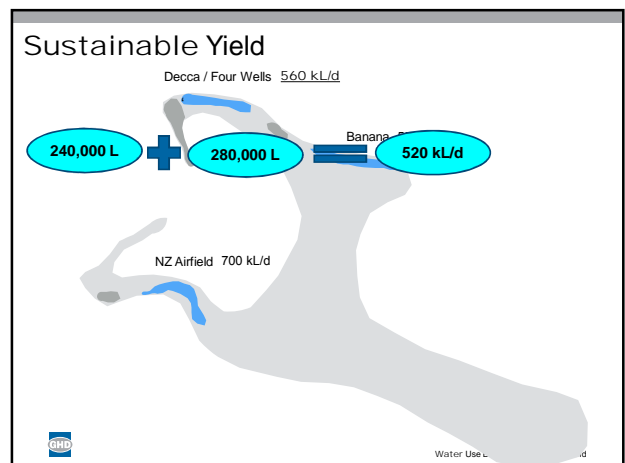 Sustainable Yield
Decca / Four Wells 560 kL/d
Banana
240,000 L
280,000 L
520 kL/d
NZ Airfield 700 kL/d
GHD
Water Use